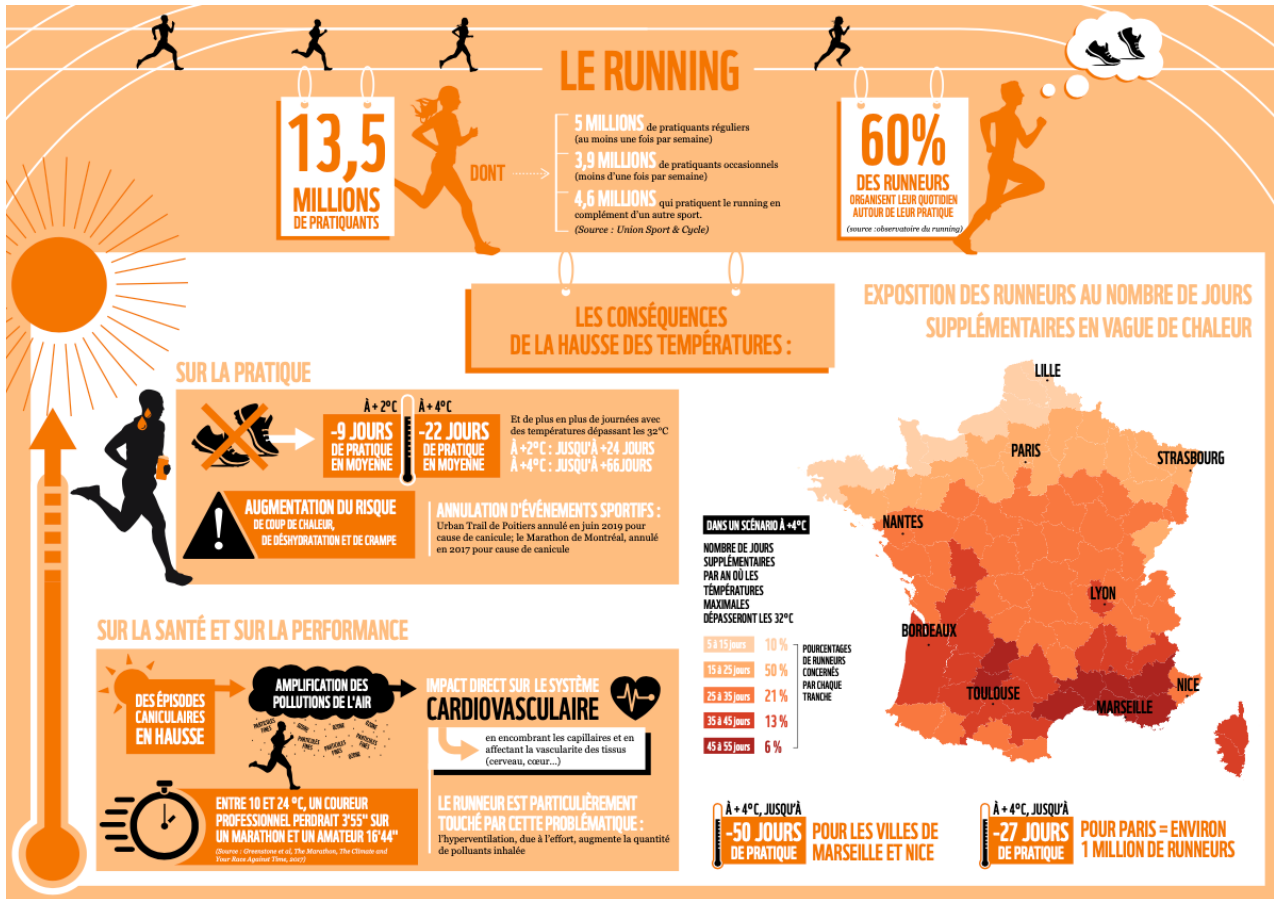 LE RUNNING
13,5
MILLIONS
DE PRATIQUANTS
DONT
5 MILLIONS de pratiquants réguliers
(au moins une fois par semaine)
3,9 MILLIONS de pratiquants occasionnels
(moins d'une fois par semaine)
4,6 MILLIONS qui pratiquent le running en
complément d'un autre sport.
(Source : Union Sport & Cycle)
60%
DES RUNNEURS
ORGANISENT LEUR QUOTIDIEN
AUTOUR DE LEUR PRATIQUE
(source :observatoire du running)
LES CONSÉQUENCES
DE LA HAUSSE DES TEMPÉRATURES :
SUR LA PRATIQUE
À + 2°C
-9 JOURS
DE PRATIQUE
EN MOYENNE
À + 4°C
-22 JOURS
DE PRATIQUE
EN MOYENNE
Et de plus en plus de journées avec
des températures dépassant les 32°C
À +2°C : JUSQU'À +24 JOURS
À +4°C : JUSQU'À +66JOURS
AUGMENTATION DU RISQUE
DE COUP DE CHALEUR,
DE DÉSHYDRATATION ET DE CRAMPE
ANNULATION D'ÉVÉNEMENTS SPORTIFS :
Urban Trail de Poitiers annulé en juin 2019 pour
cause de canicule; le Marathon de Montréal, annulé
en 2017 pour cause de canicule
SUR LA SANTÉ ET SUR LA PERFORMANCE
DES ÉPISODES
CANICULAIRES
EN HAUSSE
AMPLIFICATION DES
POLLUTIONS DE L'AIR
PARTICULES
FINES
OZONE
PARTICULES
FINES
OZONE
PARTICULES
FINES
OZONE
PARTICULES
FINES
OZONE
IMPACT DIRECT SUR LE SYSTÈME
CARDIOVASCULAIRE
en encombrant les capillaires et en
affectant la vascularite des tissus
(cerveau, cœur...)
ENTRE 10 ET 24 °C, UN COUREUR
PROFESSIONNEL PERDRAIT 3'55" SUR
UN MARATHON ET UN AMATEUR 16'44"
(Source : Greenstone et al, The Marathon, The Climate and
Your Race Against Time, 2017)
LE RUNNEUR EST PARTICULIÈREMENT
TOUCHÉ PAR CETTE PROBLÉMATIQUE :
l'hyperventilation, due à l'effort, augmente la quantité
de polluants inhalée
EXPOSITION DES RUNNEURS AU NOMBRE DE JOURS
SUPPLÉMENTAIRES EN VAGUE DE CHALEUR
LILLE
PARIS
STRASBOURG
NANTES
LYON
BORDEAUX
TOULOUSE
NICE
MARSEILLE
DANS UN SCÉNARIO À +4°C
NOMBRE DE JOURS
SUPPLÉMENTAIRES
PAR AN OÙ LES
TÉMPÉRATURES
MAXIMALES
DÉPASSERONT LES 32°C
5 à 15 jours 10 %
15 à 25 jours 50 %
25 à 35 jours 21 %
35 à 45 jours 13 %
45 à 55 jours 6 %
POURCENTAGES
DE RUNNEURS
CONCERNÉS
PAR CHAQUE
TRANCHE
À + 4°C, JUSQU'À
-50 JOURS
DE PRATIQUE
POUR LES VILLES DE
MARSEILLE ET NICE
À + 4°C, JUSQU'À
-27 JOURS
DE PRATIQUE
POUR PARIS = ENVIRON
1 MILLION DE RUNNEURS